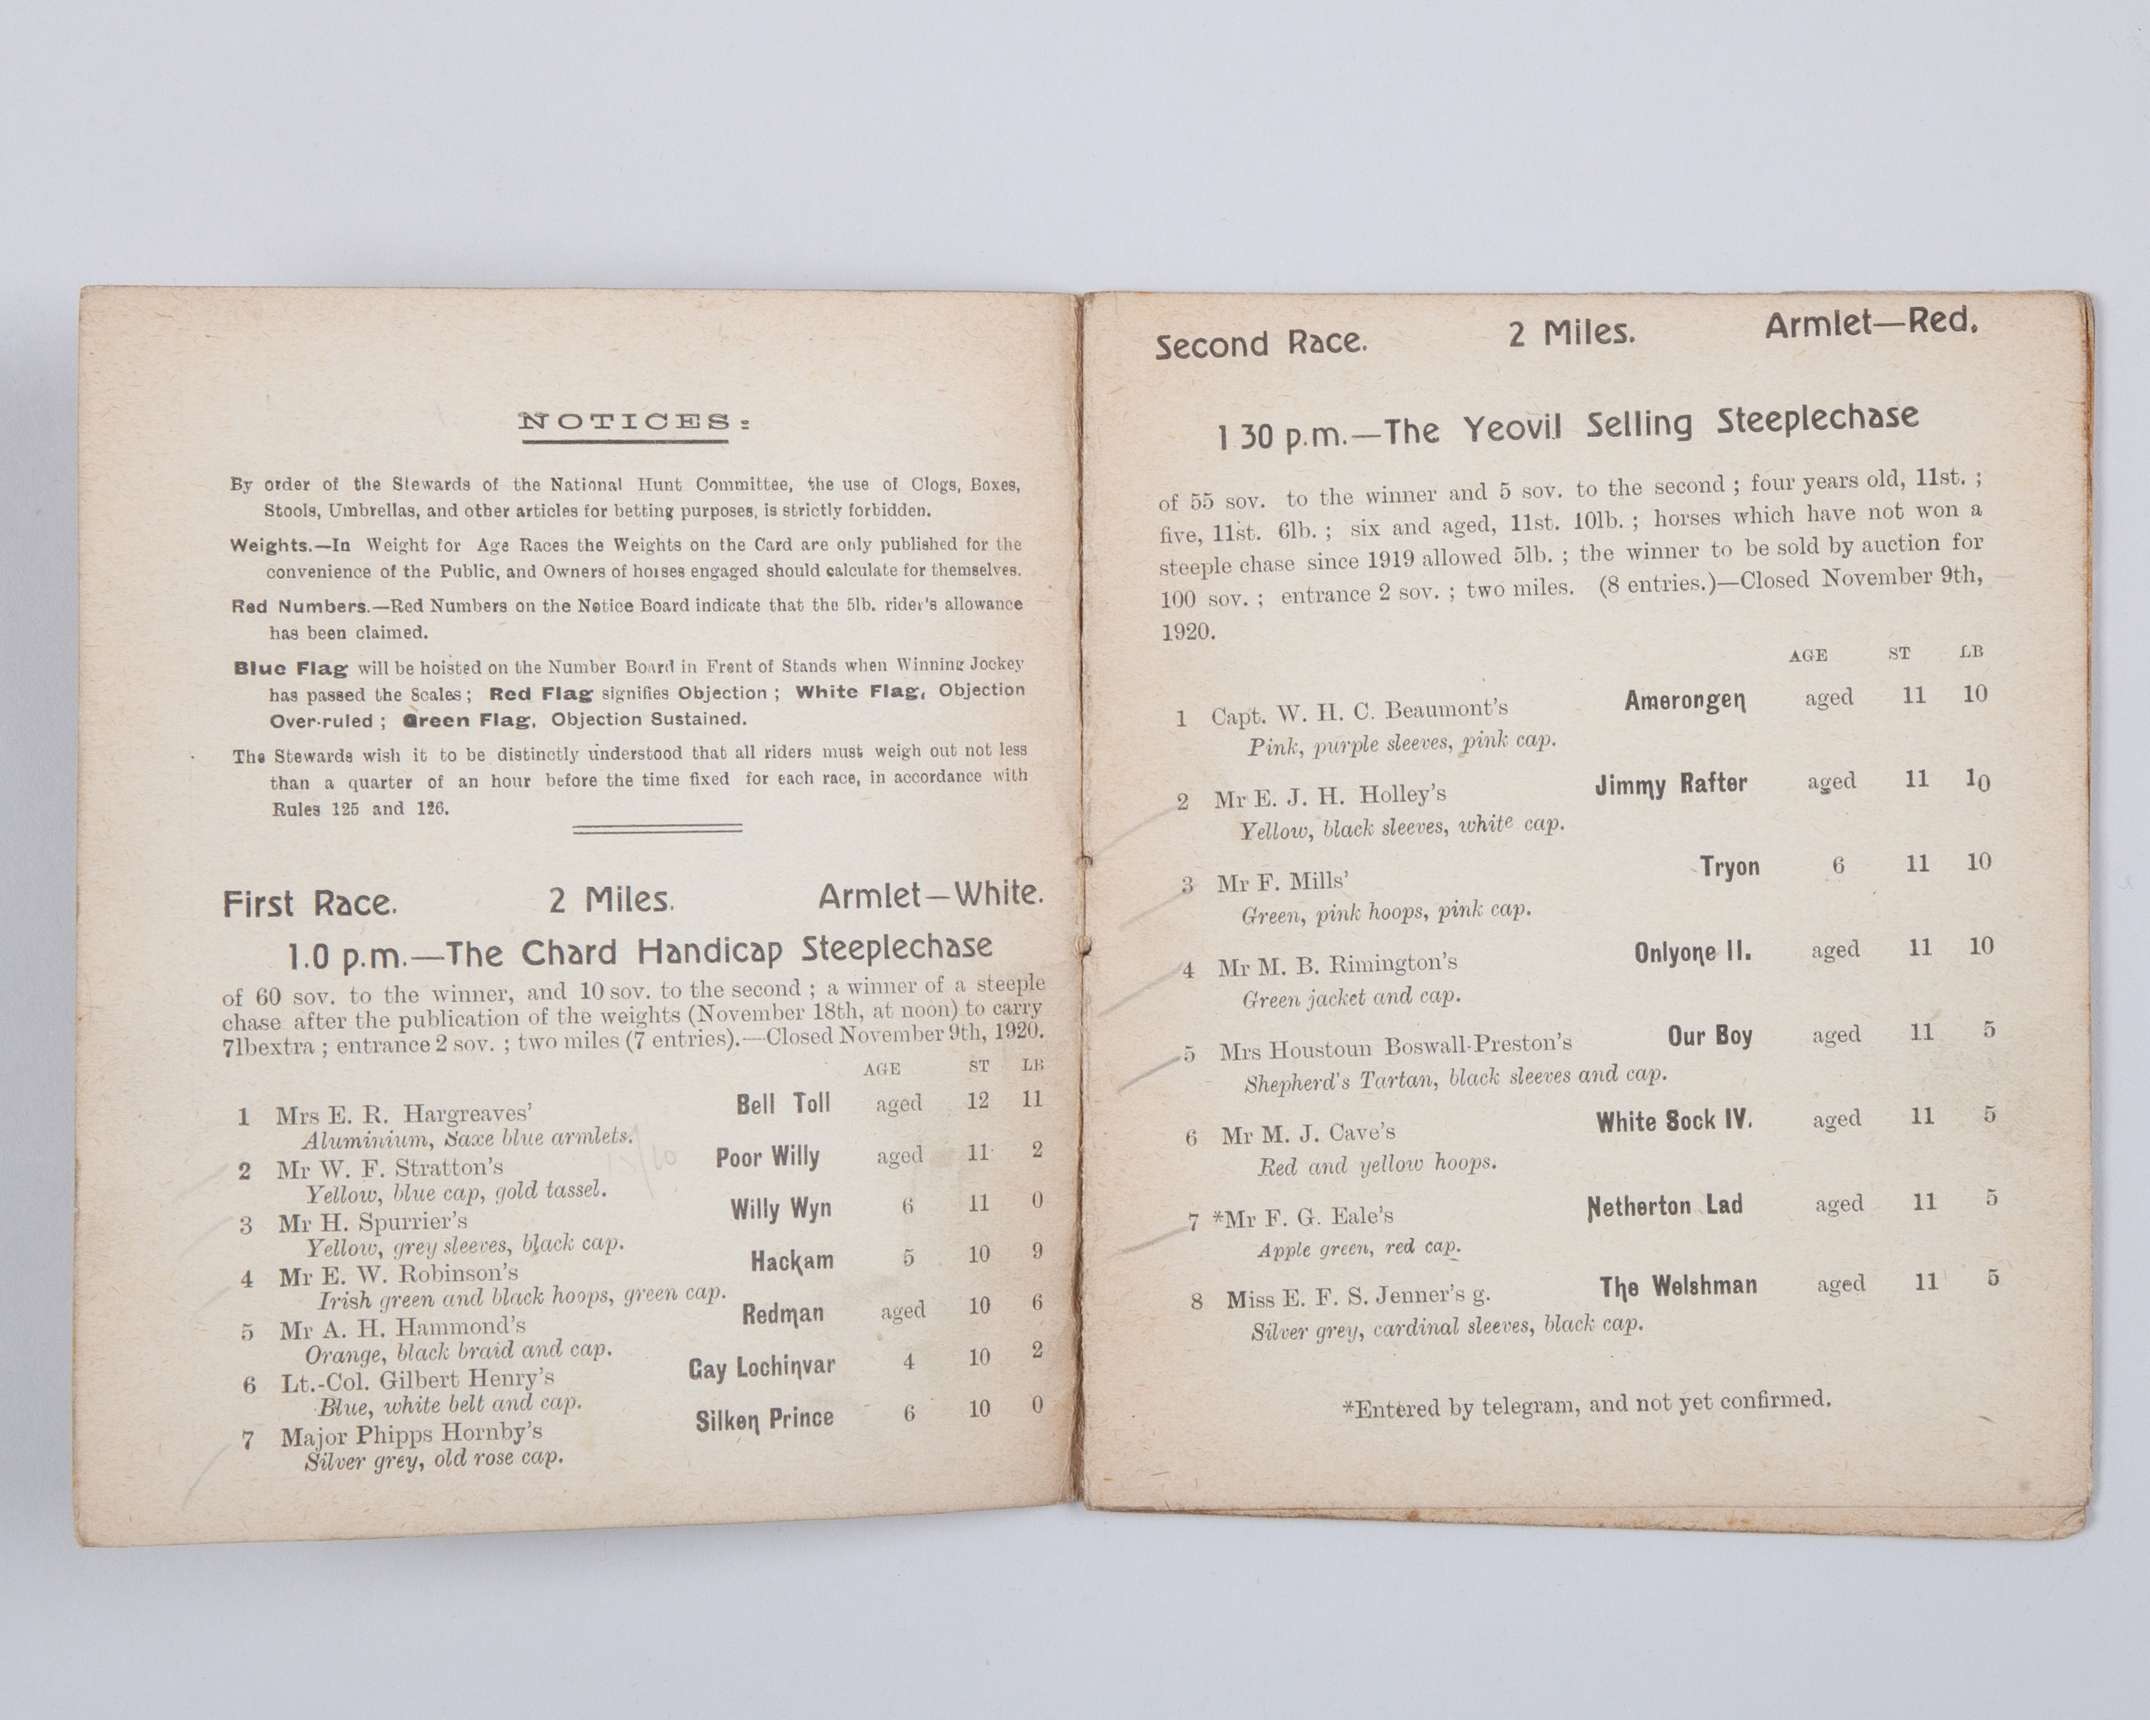 NOTICES:
By order of the Stewards of the National Hunt Committee, the use of Clogs, Boxes,
Stools, Umbrellas, and other articles for betting purposes, is strictly forbidden.
Weights.—In Weight for Age Races the Weights on the Card are only published for the
convenience of the Public, and Owners of horses engaged should calculate for themselves.
Red Numbers.—Red Numbers on the Notice Board indicate that the 5lb. rider's allowance
has been claimed.
Blue Flag will be hoisted on the Number Board in Front of Stands when Winning Jockey
has passed the Scales; Red Flag signifies Objection; White Flag, Objection
Over-ruled; Green Flag, Objection Sustained.
The Stewards wish it to be distinctly understood that all riders must weigh out not less
than a quarter of an hour before the time fixed for each race, in accordance with
Rules 125 and 126.
First Race. 2 Miles. Armlet—White.
1.0 p.m.—The Chard Handicap Steeplechase
of 60 sov. to the winner, and 10 sov. to the second; a winner of a steeple
chase after the publication of the weights (November 18th, at noon) to carry
7lbextra; entrance 2 sov.; two miles (7 entries).—Closed November 9th, 1920.
AGE ST LB
1 Mrs E. R. Hargreaves' Bell Toll aged 12 11
Aluminium, Saxe blue armlets.
2 Mr W. F. Stratton's Poor Willy aged 11 2
Yellow, blue cap, gold tassel.
3 Mr H. Spurrier's Willy Wyn 6 11 0
Yellow, grey sleeves, black cap.
4 Mr E. W. Robinson's Hackam 5 10 9
Irish green and black hoops, green cap.
5 Mr A. H. Hammond's Redman aged 10 6
Orange, black braid and cap.
6 Lt.-Col. Gilbert Henry's Gay Lochinvar 4 10 2
Blue, white belt and cap.
7 Major Phipps Hornby's Silken Prince 6 10 0
Silver grey, old rose cap.
Second Race. 2 Miles. Armlet—Red.
1 30 p.m.—The Yeovil Selling Steeplechase
of 55 sov. to the winner and 5 sov. to the second; four years old, 11st.;
five, 11st. 6lb.; six and aged, 11st. 10lb.; horses which have not won a
steeple chase since 1919 allowed 5lb.; the winner to be sold by auction for
100 sov.; entrance 2 sov.; two miles. (8 entries.)—Closed November 9th,
1920.
AGE ST LB
1 Capt. W. H. C. Beaumont's Amerongen aged 11 10
Pink, purple sleeves, pink cap.
2 Mr E. J. H. Holley's Jimmy Rafter aged 11 10
Yellow, black sleeves, white cap.
3 Mr F. Mills' Tryon 6 11 10
Green, pink hoops, pink cap.
4 Mr M. B. Rimington's Onlyone II. aged 11 10
Green jacket and cap.
5 Mrs Houstoun Boswall-Preston's Our Boy aged 11 5
Shepherd's Tartan, black sleeves and cap.
6 Mr M. J. Cave's White Sock IV. aged 11 5
Red and yellow hoops.
7 *Mr F. G. Eale's Netherton Lad aged 11 5
Apple green, red cap.
8 Miss E. F. S. Jenner's g. The Welshman aged 11 5
Silver grey, cardinal sleeves, black cap.
*Entered by telegram, and not yet confirmed.